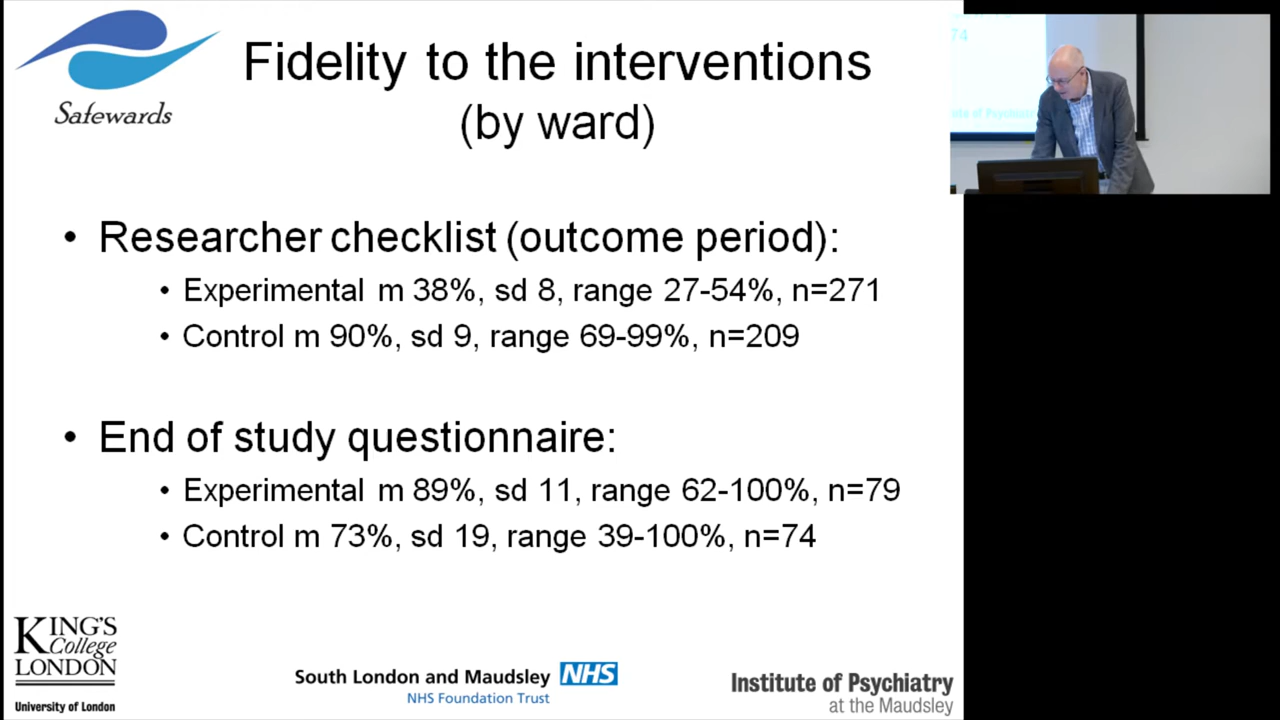 Safewards
Fidelity to the interventions
(by ward)
• Researcher checklist (outcome period):
• Experimental m 38%, sd 8, range 27-54%, n=271
• Control m 90%, sd 9, range 69-99%, n=209
• End of study questionnaire:
• Experimental m 89%, sd 11, range 62-100%, n=79
• Control m 73%, sd 19, range 39-100%, n=74
KING'S
College
LONDON
University of London
South London and Maudsley NHS
NHS Foundation Trust
Institute of Psychiatry
at the Maudsley
74